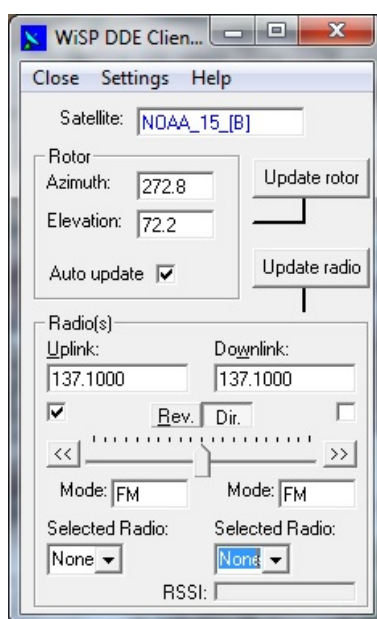 WiSP DDE Clien...
Close Settings Help
Satellite: NOAA_15_[B]
Rotor
Azimuth: 272.8
Update rotor
Elevation: 72.2
Auto update
Update radio
Radio(s)
Uplink: Downlink:
137.1000 137.1000
Rev. Dir.
<< >>
Mode: FM Mode: FM
Selected Radio: Selected Radio:
None None
RSSI: